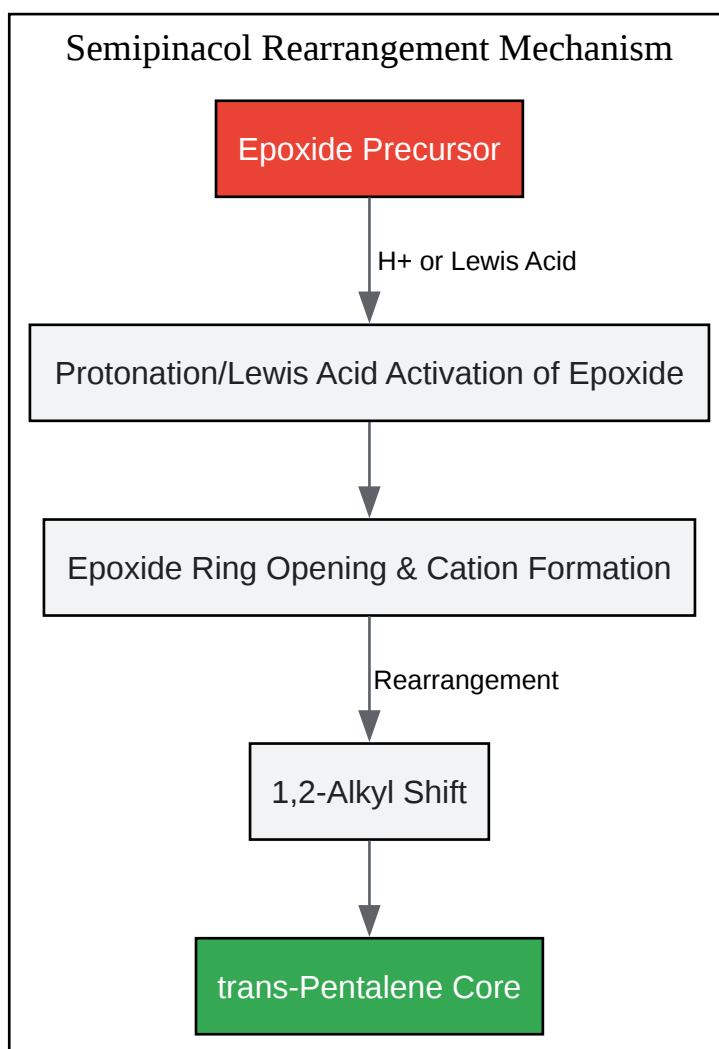 Semipinacol Rearrangement Mechanism
Epoxide Precursor
H+ or Lewis Acid
Protonation/Lewis Acid Activation of Epoxide
Epoxide Ring Opening & Cation Formation
Rearrangement
1,2-Alkyl Shift
trans-Pentalene Core